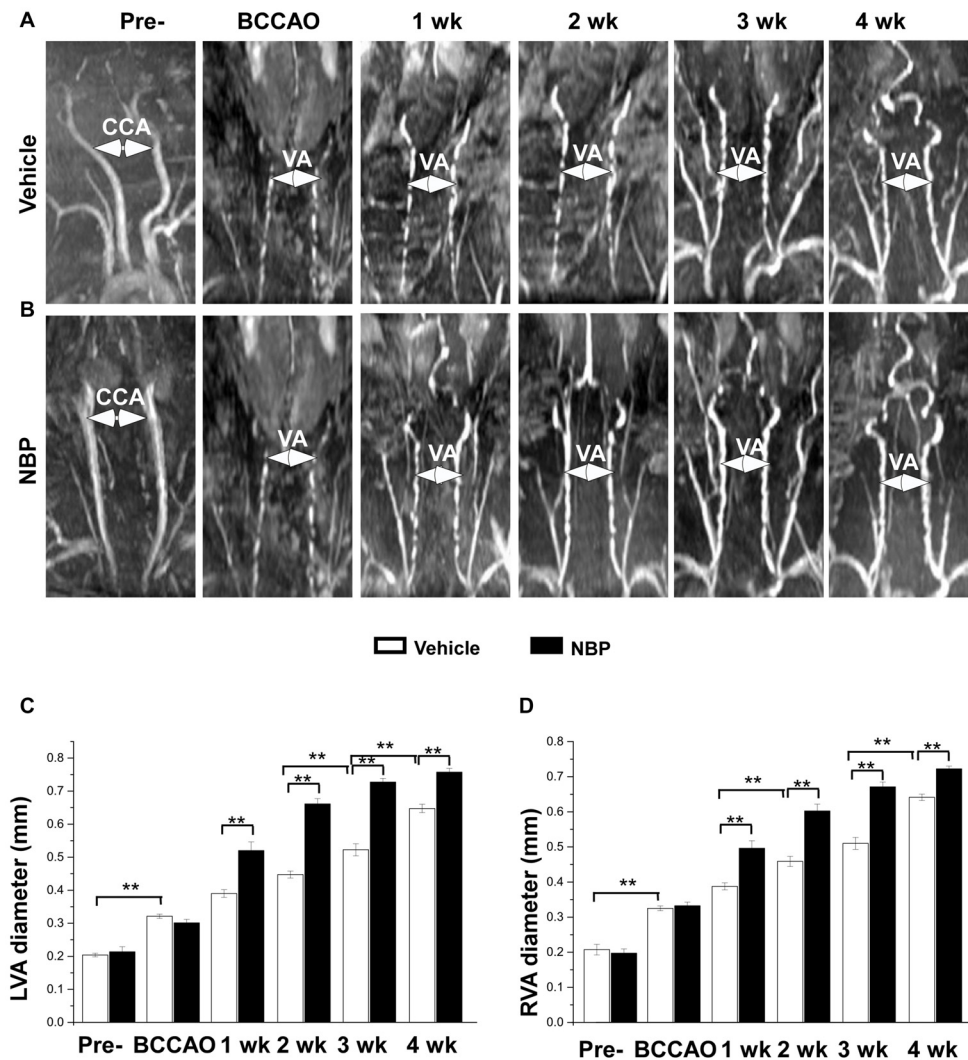 A Pre- BCCAO 1 wk 2 wk 3 wk 4 wk
Vehicle
CCA VA VA VA VA VA
B
NBP
CCA VA VA VA VA VA
Vehicle NBP
C
LVA diameter (mm)
0.8
0.7
0.6
0.5
0.4
0.3
0.2
0.1
0.0
** ** ** ** ** ** **
Pre- BCCAO 1 wk 2 wk 3 wk 4 wk
D
RVA diameter (mm)
0.8
0.7
0.6
0.5
0.4
0.3
0.2
0.1
0.0
** ** ** ** ** ** **
Pre- BCCAO 1 wk 2 wk 3 wk 4 wk